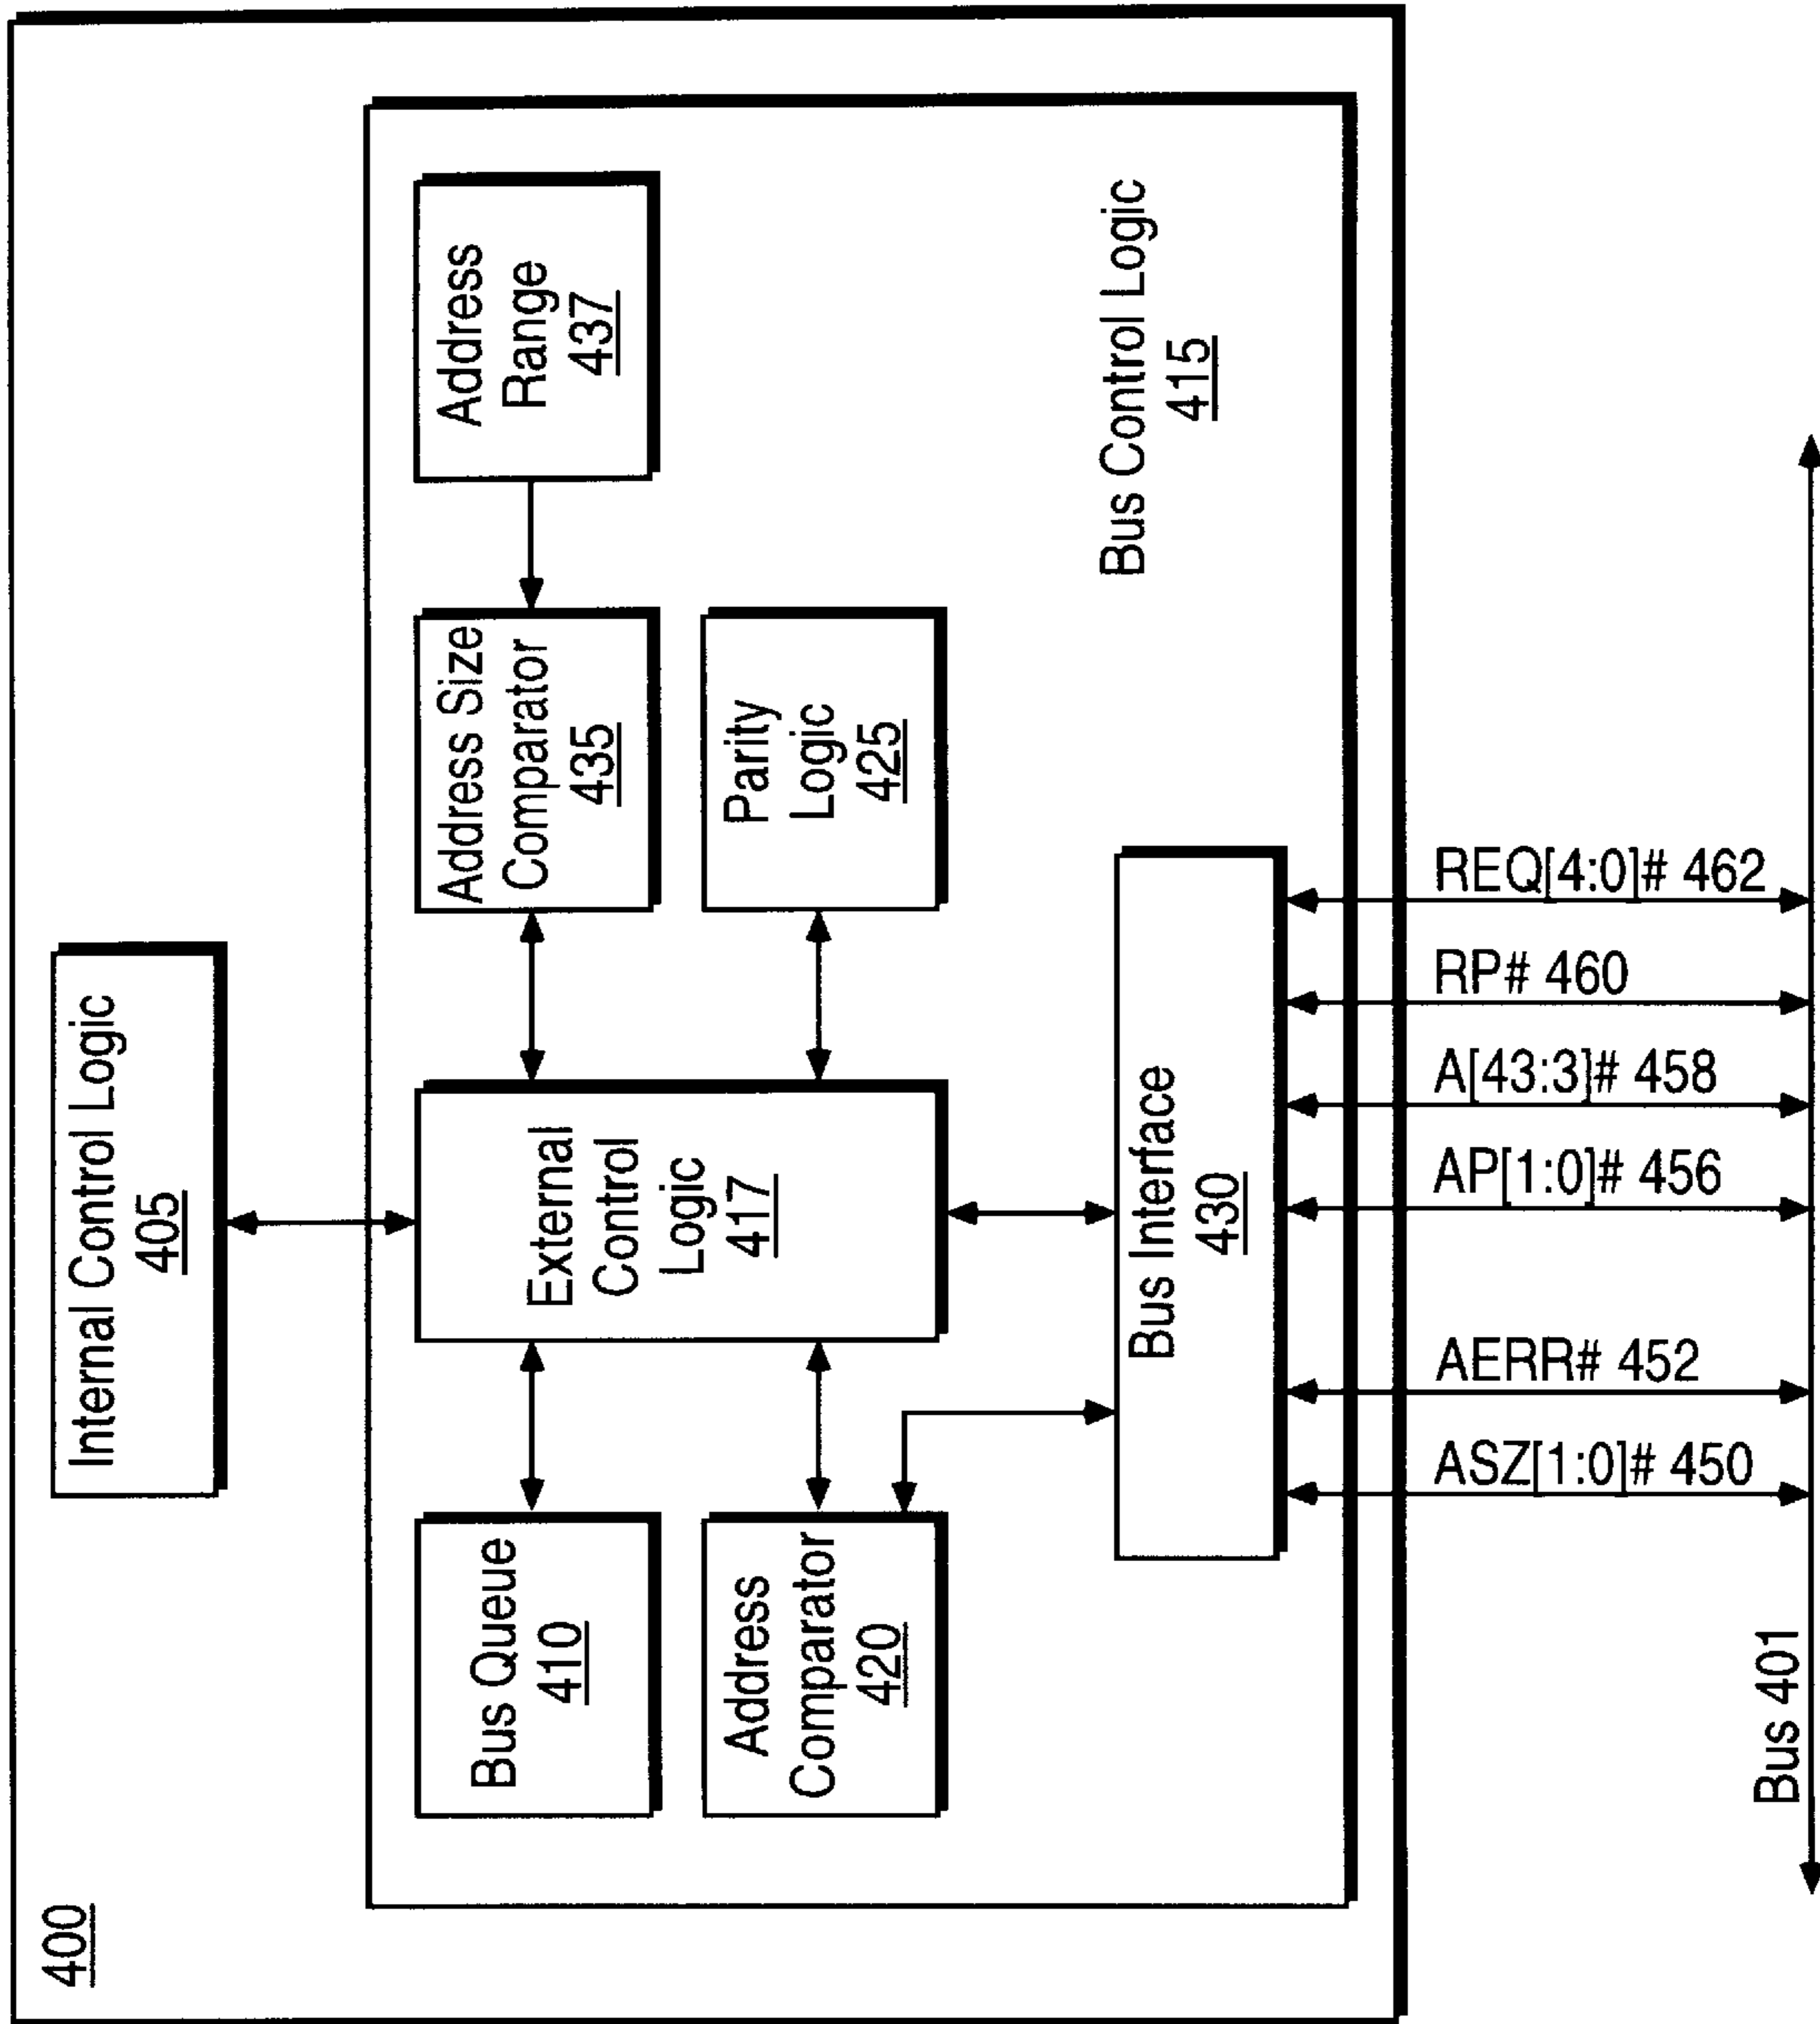 400
Internal Control Logic
405
Bus Queue
410
External
Control
Logic
417
Address Size
Comparator
435
Address
Range
437
Address
Comparator
420
Parity
Logic
425
Bus Interface
430
Bus Control Logic
415
ASZ[1:0]# 450
AERR# 452
AP[1:0]# 456
A[43:3]# 458
RP# 460
REQ[4:0]# 462
Bus 401